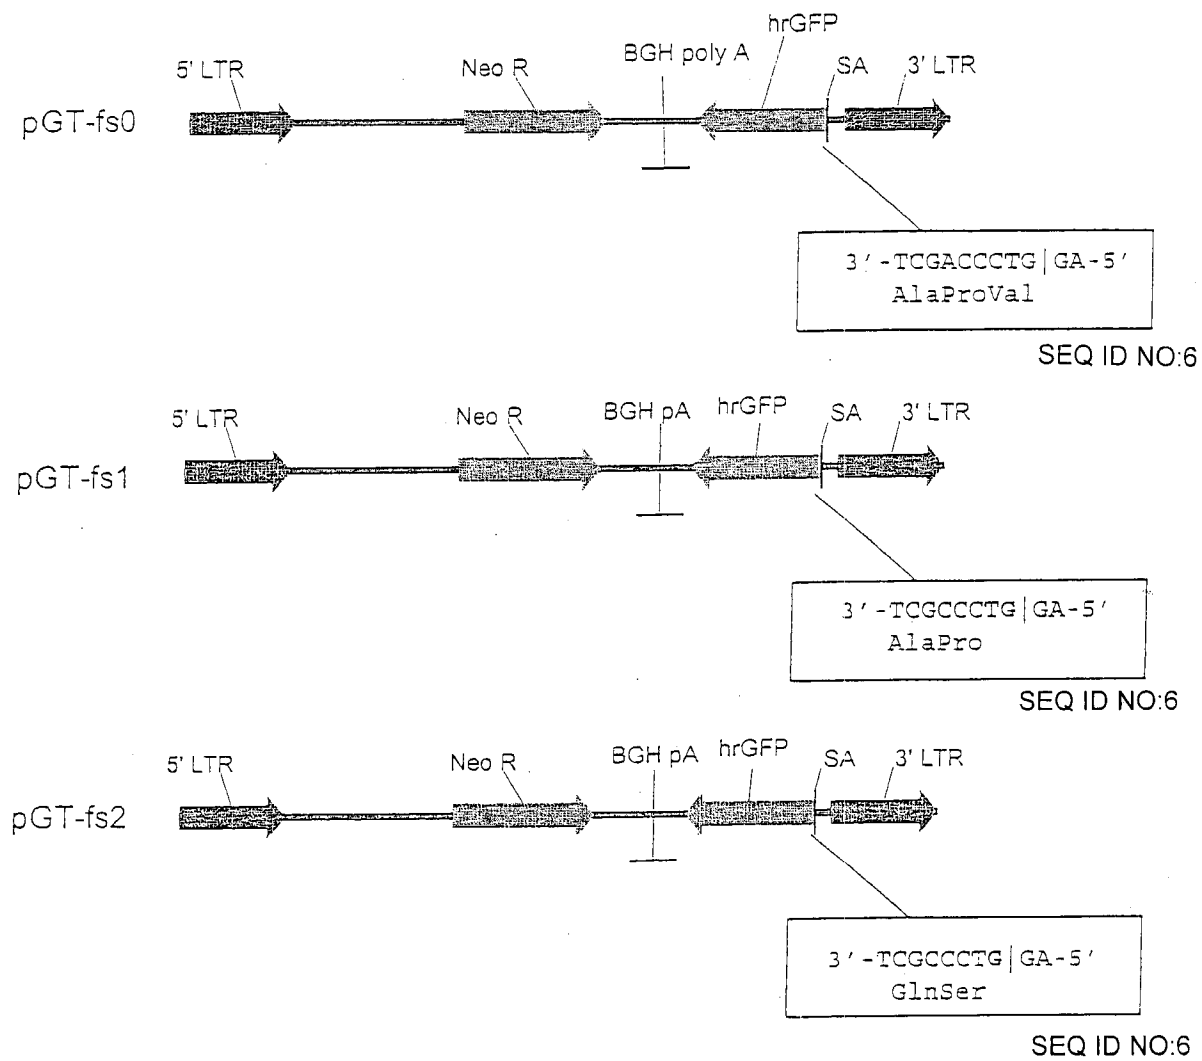 hrGFP
BGH poly A
5' LTR
Neo R
SA
3' LTR
pGT-fs0
3'-TCGACCCTG|GA-5'
AlaProVal
SEQ ID NO:6
5' LTR
Neo R
BGH pA
hrGFP
SA
3' LTR
pGT-fs1
3'-TCGCCCTG|GA-5'
AlaPro
SEQ ID NO:6
5' LTR
Neo R
BGH pA
hrGFP
SA
3' LTR
pGT-fs2
3'-TCGCCCTG|GA-5'
GlnSer
SEQ ID NO:6